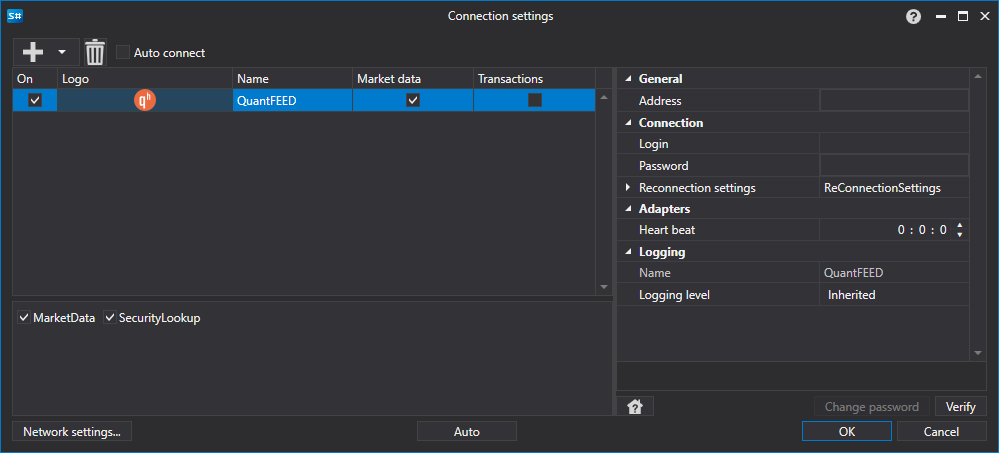 S#
Connection settings
Auto connect
On Logo Name Market data Transactions
qh QuantFEED
General
Address
Connection
Login
Password
Reconnection settings ReConnectionSettings
Adapters
Heart beat 0 : 0 : 0
Logging
Name QuantFEED
Logging level Inherited
MarketData SecurityLookup
Change password Verify
Network settings... Auto OK Cancel